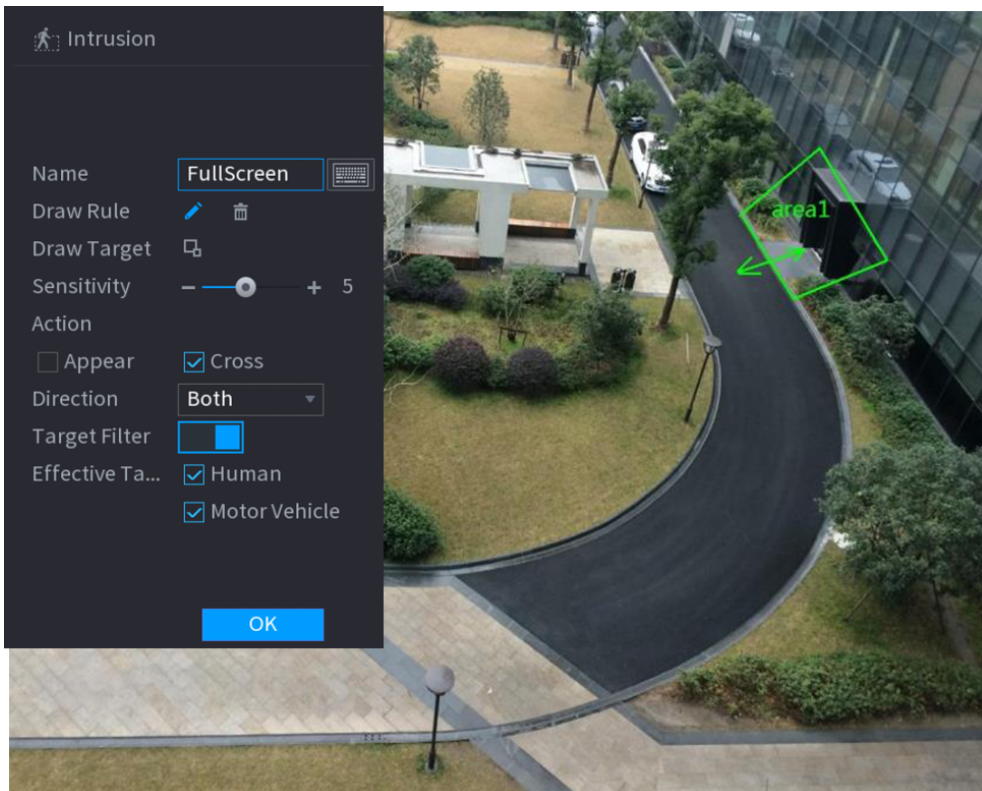 Intrusion
Name FullScreen
Draw Rule
Draw Target
Sensitivity − + 5
Action
Appear Cross
Direction Both
Target Filter
Effective Ta... Human
Motor Vehicle
OK
area1